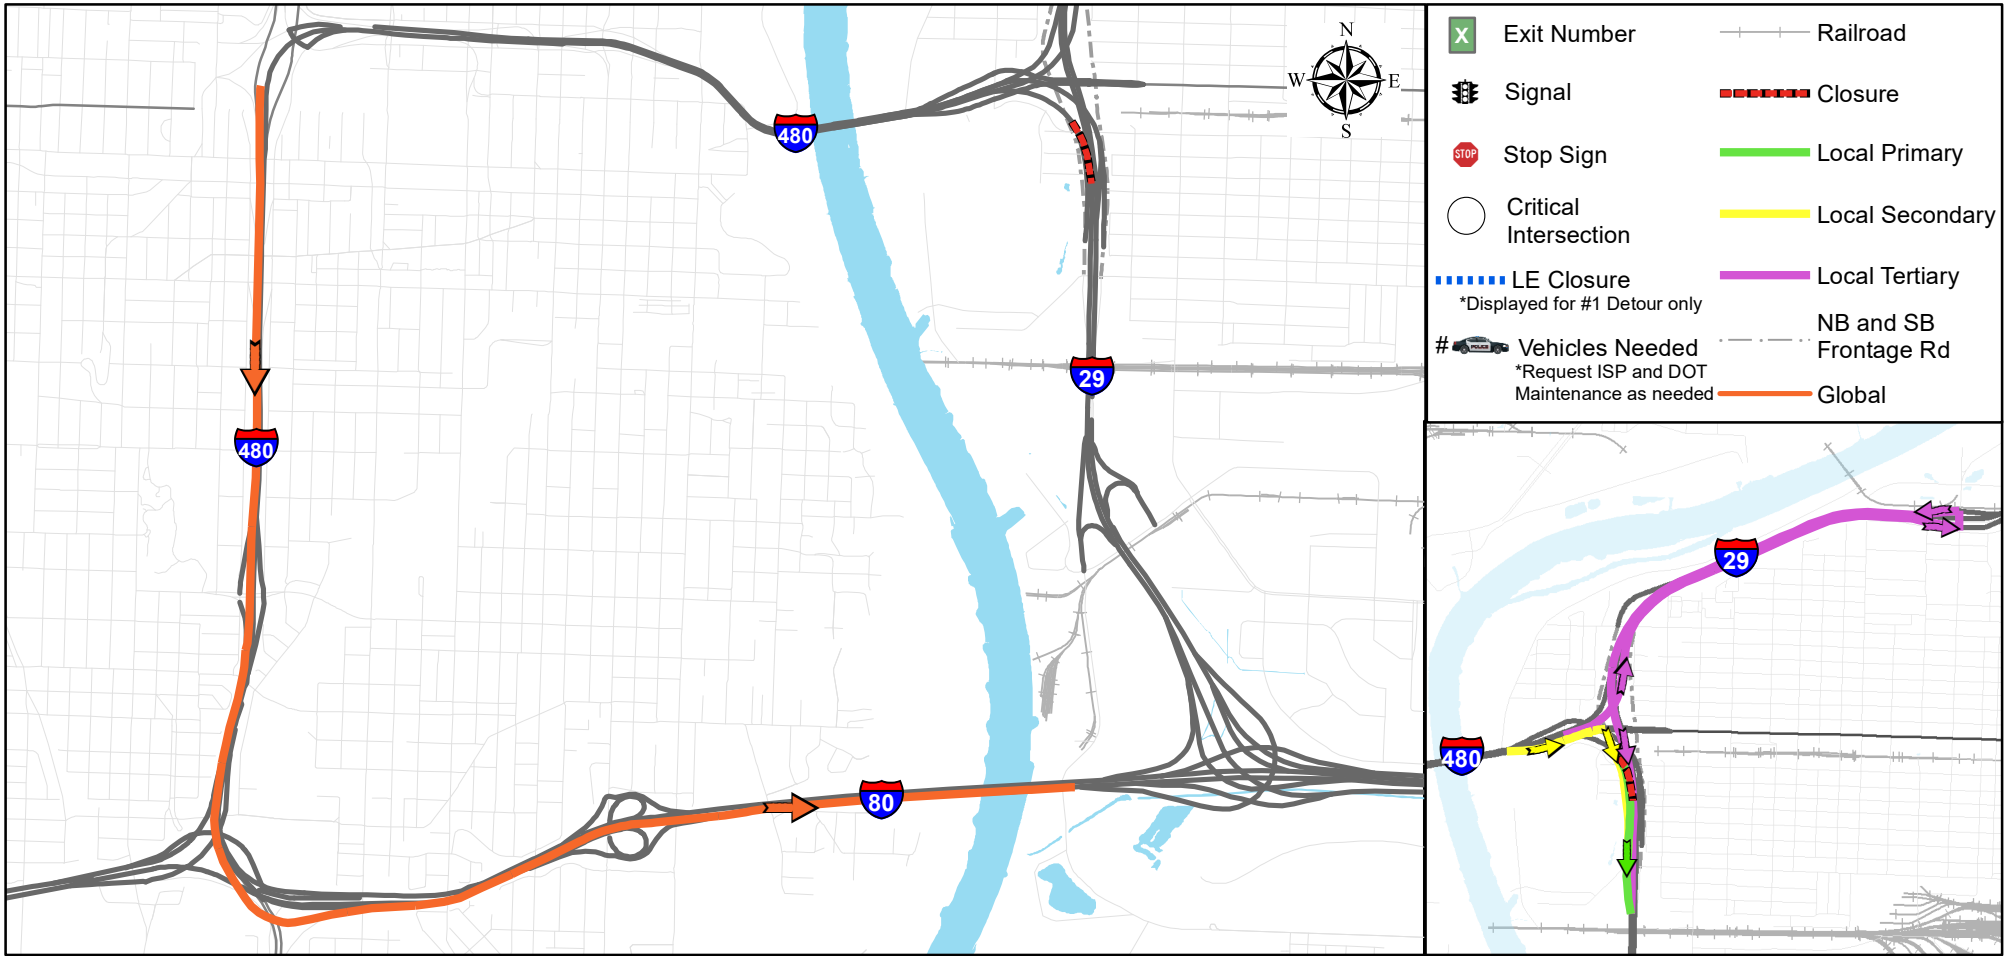 N
W
E
S
480
29
480
80
X
Exit Number
Signal
STOP
Stop Sign
Critical
Intersection
LE Closure
*Displayed for #1 Detour only
#
POLICE
Vehicles Needed
*Request ISP and DOT
Maintenance as needed
Railroad
Closure
Local Primary
Local Secondary
Local Tertiary
NB and SB
Frontage Rd
Global
29
480